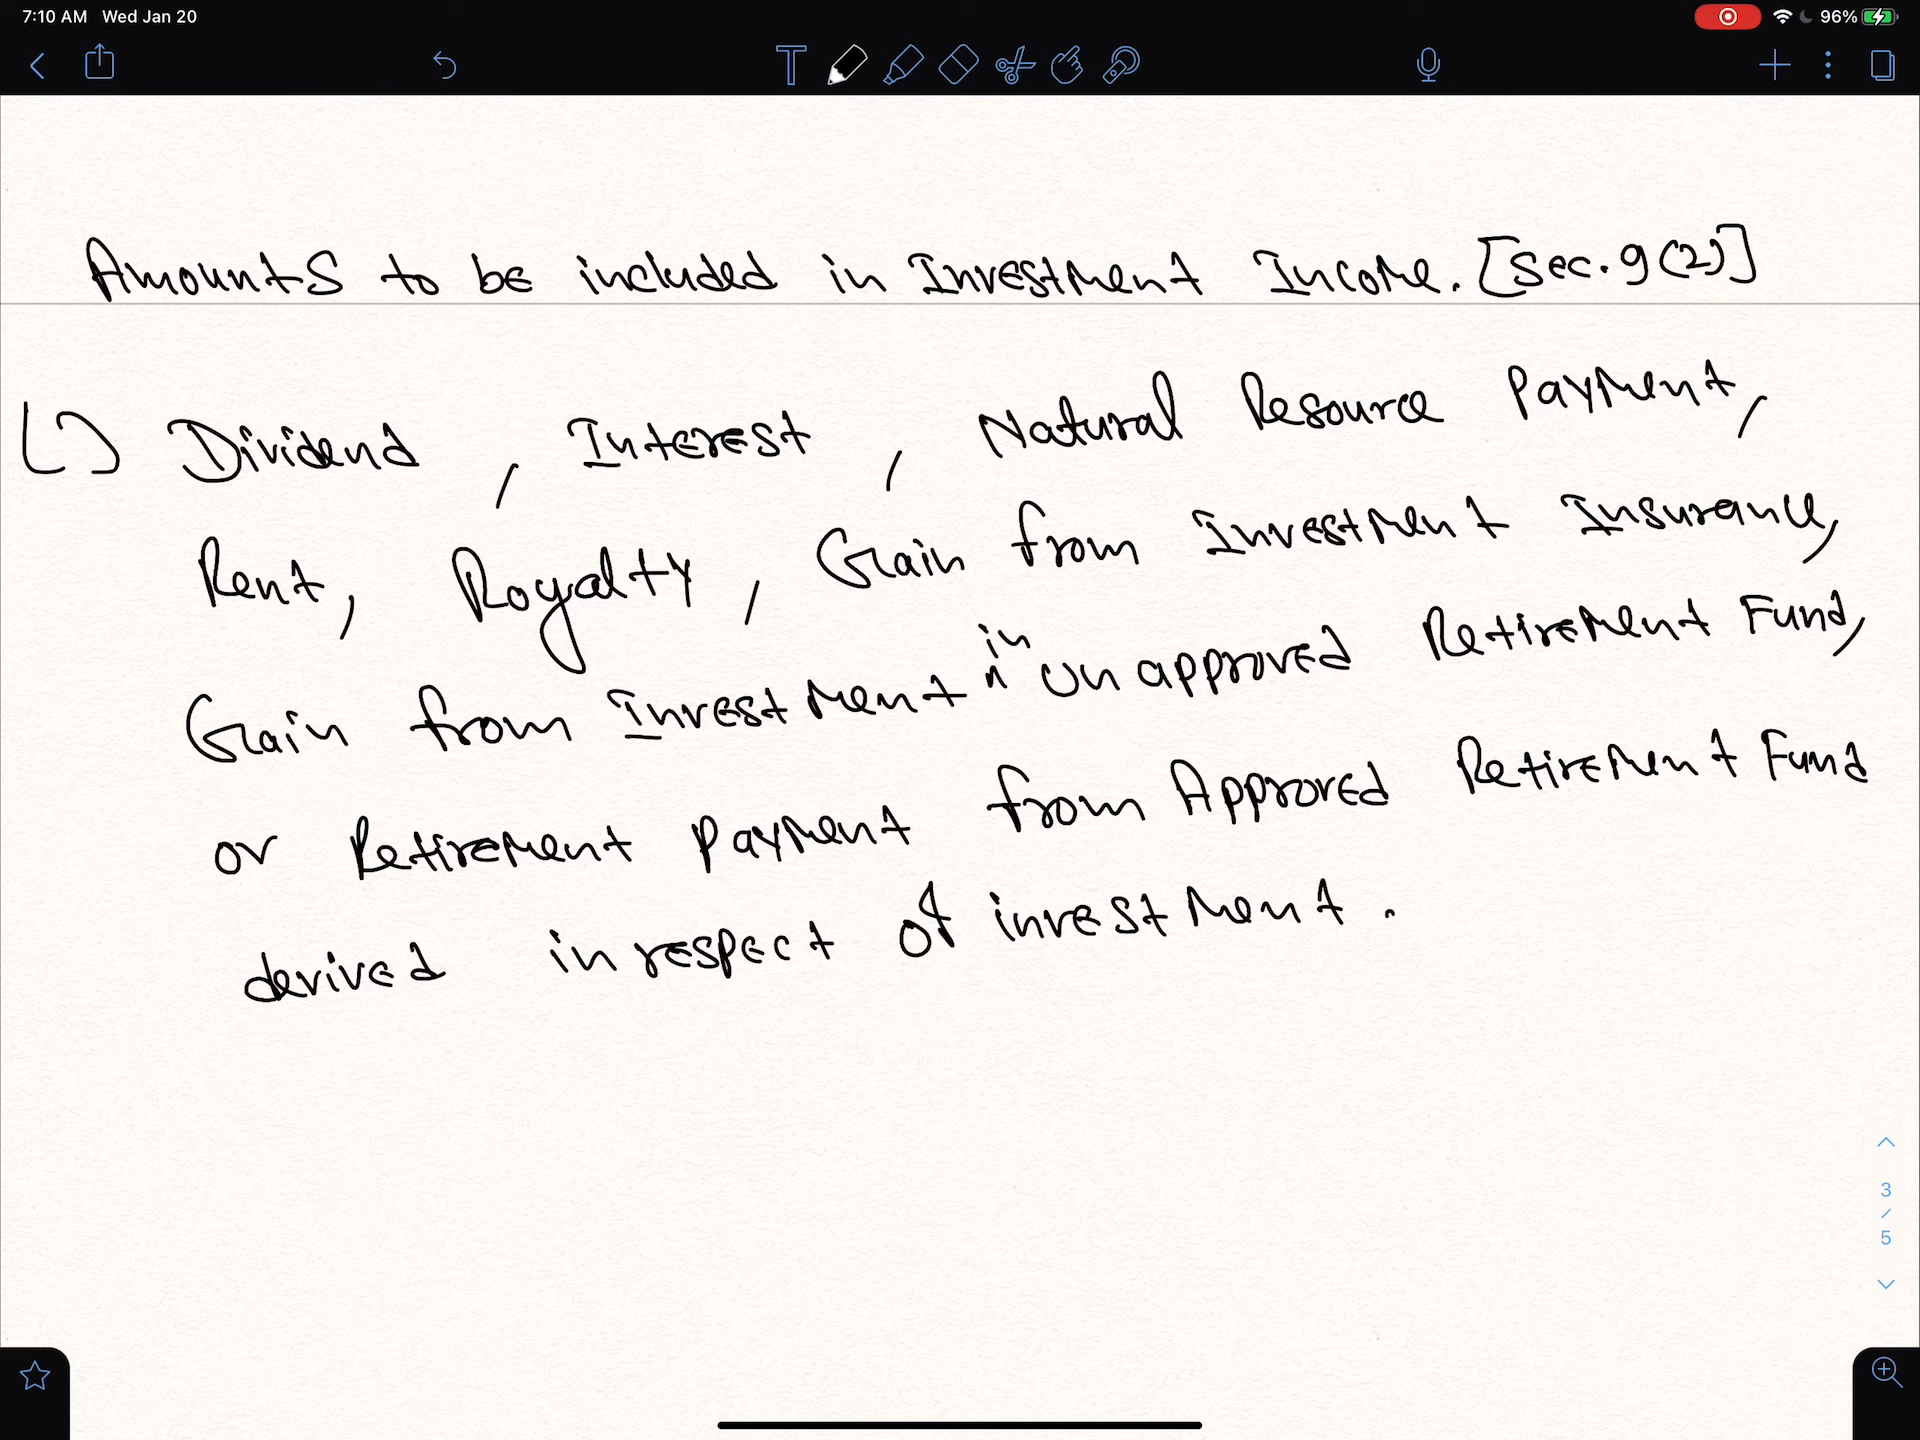 7:10 AM Wed Jan 20
96%
Amounts to be included in Investment Income. [Sec. 9(2)]
Dividend, Interest, Natural Resource Payment,
Rent, Royalty, Gain from Investment Insurance,
Gain from Investment in Unapproved Retirement Fund,
or Retirement Payment from Approved Retirement Fund
derived in respect of investment.
3
/
5